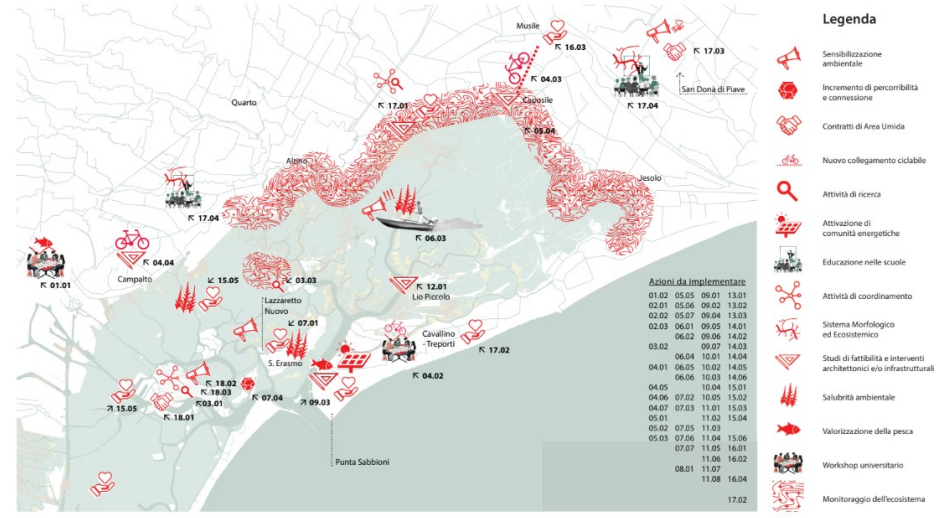 Musile
16.03
17.03
04.03
San Donà di Piave
17.04
Quarto
17.01
Caposile
05.04
Altino
Jesolo
17.04
06.03
01.01
04.04
Campalto
15.05
03.03
12.01
Lio Piccolo
Lazzaretto
Nuovo
07.01
Cavallino
- Treporti
17.02
S. Erasmo
04.02
18.02
18.03
03.01
07.04
09.03
15.05
18.01
Punta Sabbioni
Azioni da implementare
01.02 05.05 09.01 13.01
02.01 05.06 09.02 13.02
02.02 05.07 09.04 13.03
02.03 06.01 09.05 14.01
06.02 09.06 14.02
03.02 09.07 14.03
06.04 10.01 14.04
04.01 06.05 10.02 14.05
06.06 10.03 14.06
04.05 10.04 15.01
04.06 07.02 10.05 15.02
04.07 07.03 11.01 15.03
05.01 11.02 15.04
05.02 07.05 11.03
05.03 07.06 11.04 15.06
07.07 11.05 16.01
11.06 16.02
08.01 11.07
11.08 16.04
17.02
Legenda
Sensibilizzazione
ambientale
Incremento di percorribilità
e connessione
Contratti di Area Umida
Nuovo collegamento ciclabile
Attività di ricerca
Attivazione di
comunità energetiche
Educazione nelle scuole
Attività di coordinamento
Sistema Morfologico
ed Ecosistemico
Studi di fattibilità e interventi
architettonici e/o infrastrutturali
Salubrità ambientale
Valorizzazione della pesca
Workshop universitario
Monitoraggio dell'ecosistema